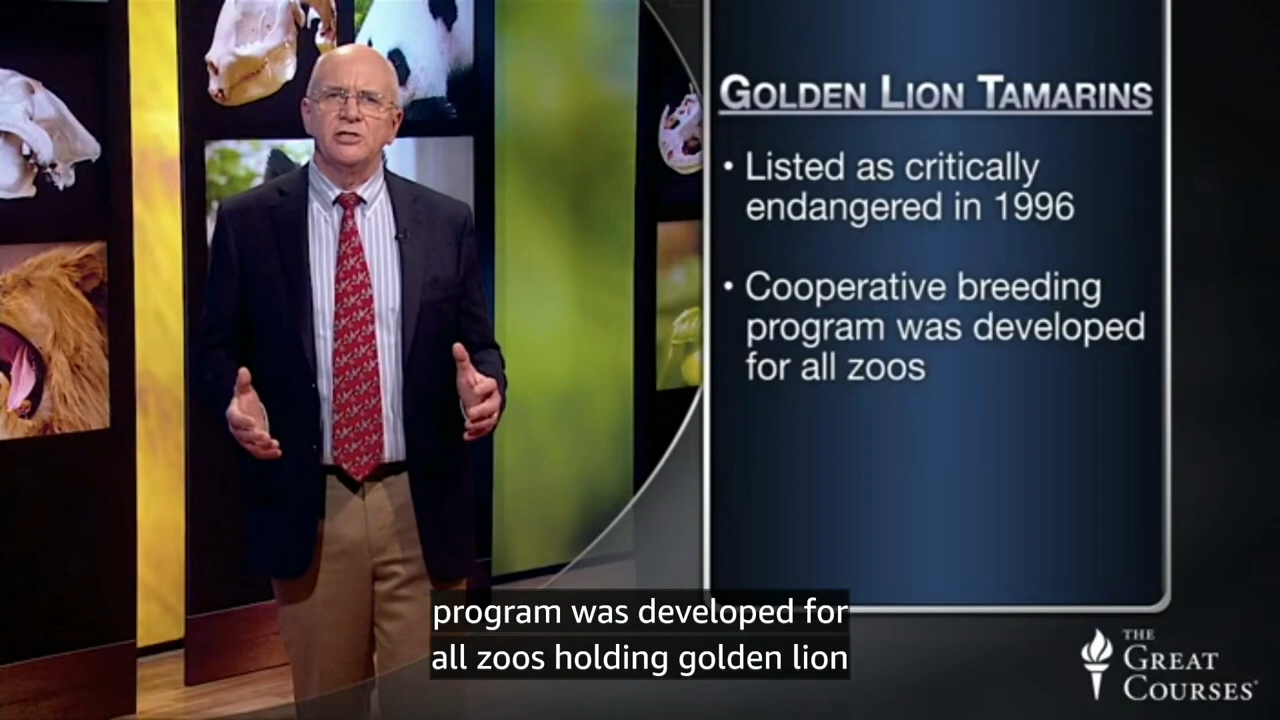 GOLDEN LION TAMARINS
• Listed as critically
endangered in 1996
• Cooperative breeding
program was developed
for all zoos
program was developed for
all zoos holding golden lion
THE
GREAT
COURSES®